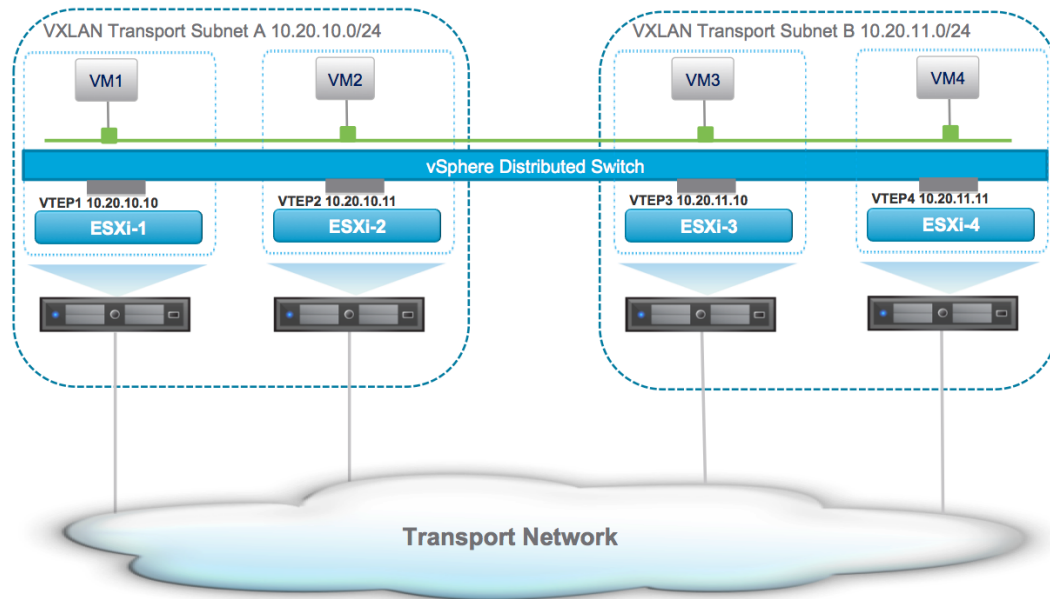 VXLAN Transport Subnet A 10.20.10.0/24
VXLAN Transport Subnet B 10.20.11.0/24
VM1
VM2
VM3
VM4
vSphere Distributed Switch
VTEP1 10.20.10.10
VTEP2 10.20.10.11
VTEP3 10.20.11.10
VTEP4 10.20.11.11
ESXi-1
ESXi-2
ESXi-3
ESXi-4
Transport Network